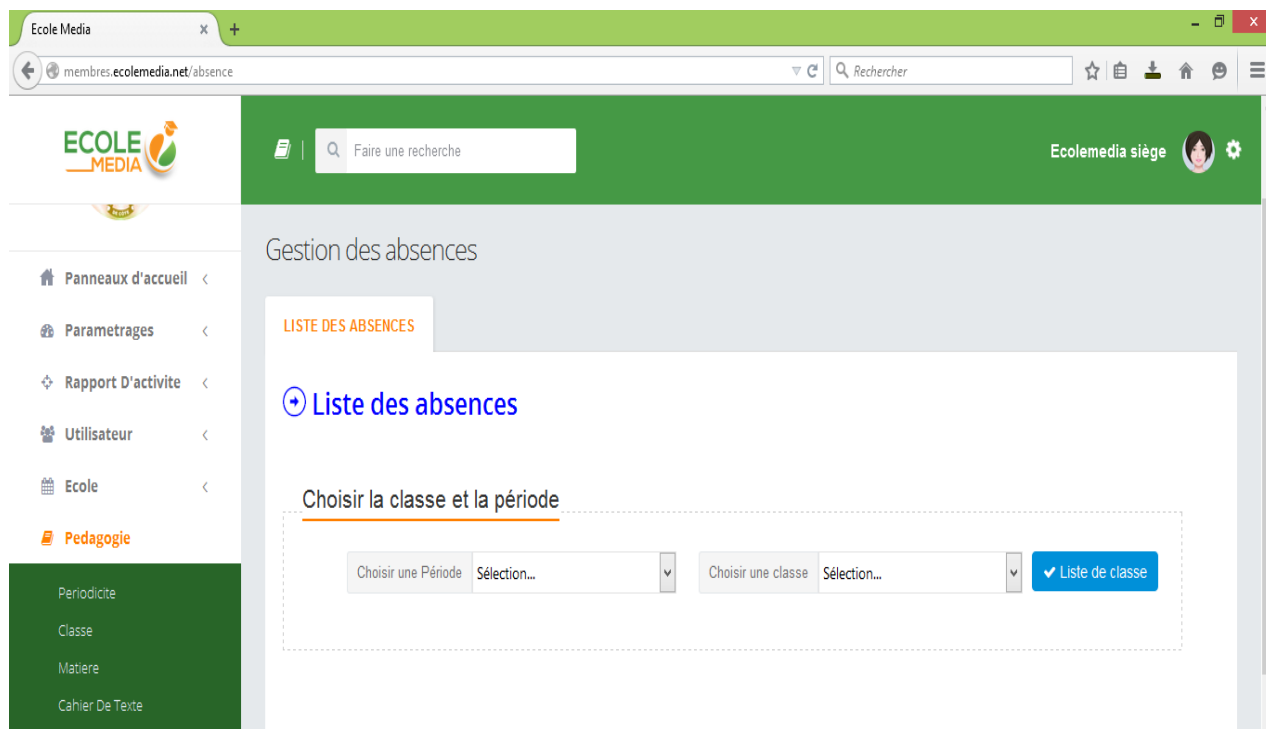 Ecole Media
membres.ecolemedia.net/absence
Rechercher
ECOLE
MEDIA
Faire une recherche
Ecolemedia siège
Gestion des absences
Panneaux d'accueil
Parametrages
Rapport D'activite
Utilisateur
Ecole
Pedagogie
Periodicite
Classe
Matiere
Cahier De Texte
LISTE DES ABSENCES
Liste des absences
Choisir la classe et la période
Choisir une Période Sélection... Choisir une classe Sélection... Liste de classe